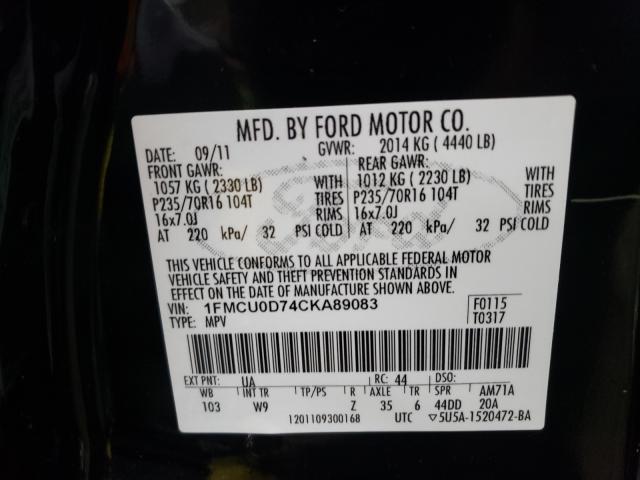 MFD. BY FORD MOTOR CO.
DATE: 09/11 GVWR: 2014 KG ( 4440 LB)
FRONT GAWR: REAR GAWR:
1057 KG ( 2330 LB) WITH 1012 KG ( 2230 LB) WITH
P235/70R16 104T TIRES P235/70R16 104T TIRES
16x7.0J RIMS 16x7.0J RIMS
AT 220 kPa/ 32 PSI COLD AT 220 kPa/ 32 PSI COLD
Ford
THIS VEHICLE CONFORMS TO ALL APPLICABLE FEDERAL MOTOR
VEHICLE SAFETY AND THEFT PREVENTION STANDARDS IN
EFFECT ON THE DATE OF MANUFACTURE SHOWN ABOVE.
VIN: 1FMCU0D74CKA89083 F0115
TYPE: MPV T0317
EXT PNT: UA RC: 44 DSO:
WB INT TR TP/PS R AXLE TR SPR AM71A
103 W9 Z 35 6 44DD 20A
1201109300168 UTC ▽5U5A-1520472-BA